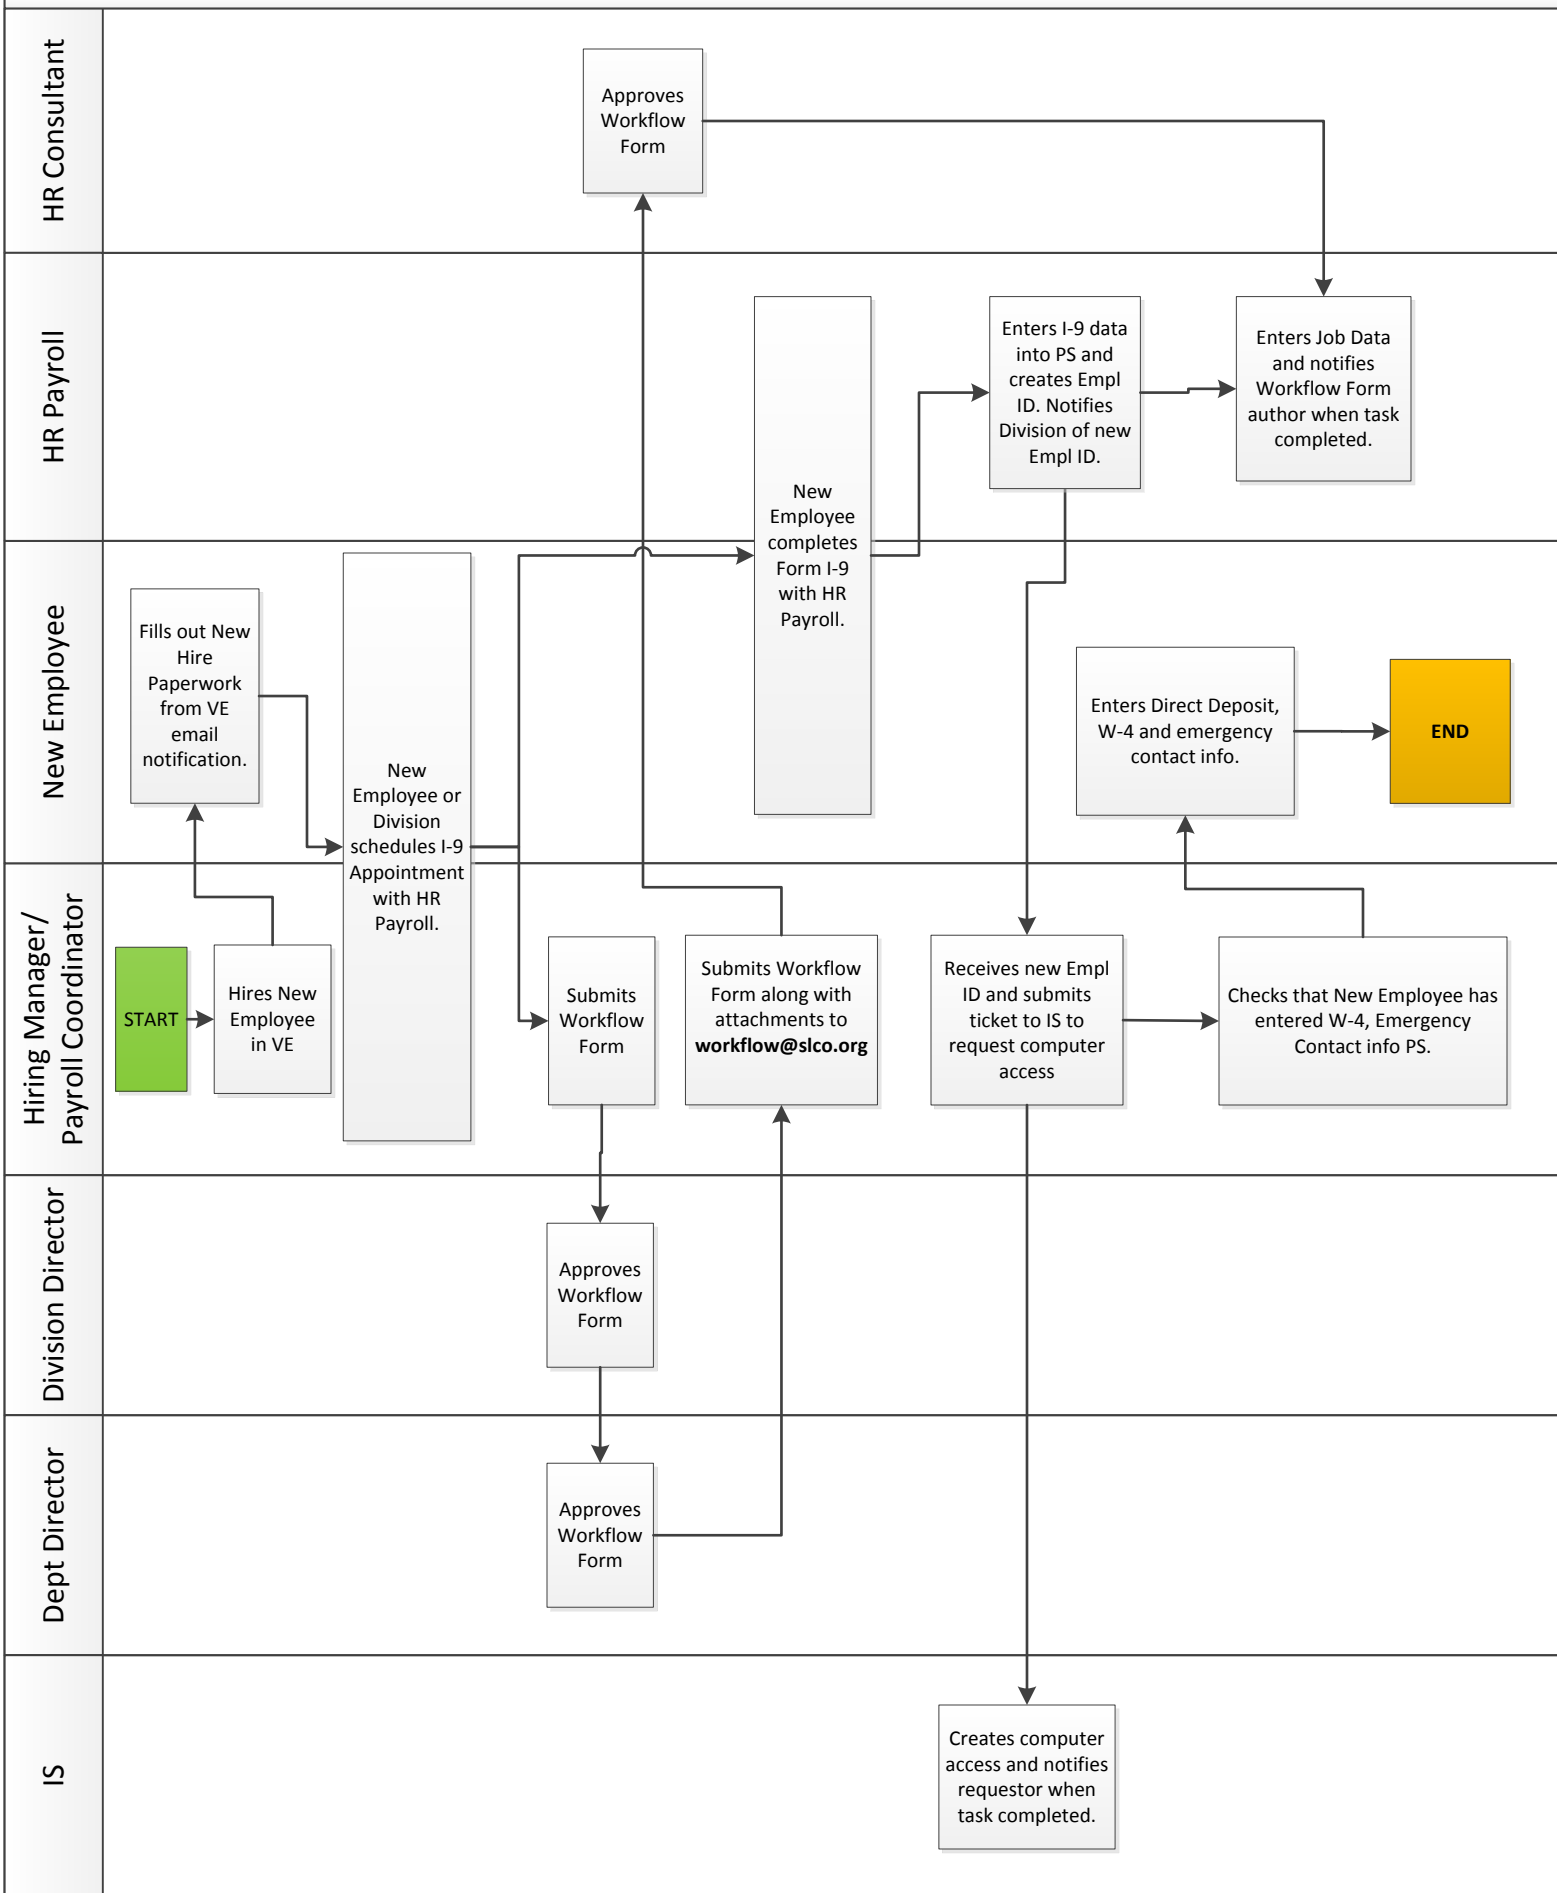 HR Consultant
Approves
Workflow
Form
HR Payroll
Enters I-9 data
into PS and
creates Empl
ID. Notifies
Division of new
Empl ID.
Enters Job Data
and notifies
Workflow Form
author when task
completed.
New
Employee
completes
Form I-9
with HR
Payroll.
New Employee
Fills out New
Hire
Paperwork
from VE
email
notification.
New
Employee or
Division
schedules I-9
Appointment
with HR
Payroll.
Enters Direct Deposit,
W-4 and emergency
contact info.
END
Hiring Manager/
Payroll Coordinator
START
Hires New
Employee
in VE
Submits
Workflow
Form
Submits Workflow
Form along with
attachments to
workflow@slco.org
Receives new Empl
ID and submits
ticket to IS to
request computer
access
Checks that New Employee has
entered W-4, Emergency
Contact info PS.
Division Director
Approves
Workflow
Form
Dept Director
Approves
Workflow
Form
IS
Creates computer
access and notifies
requestor when
task completed.